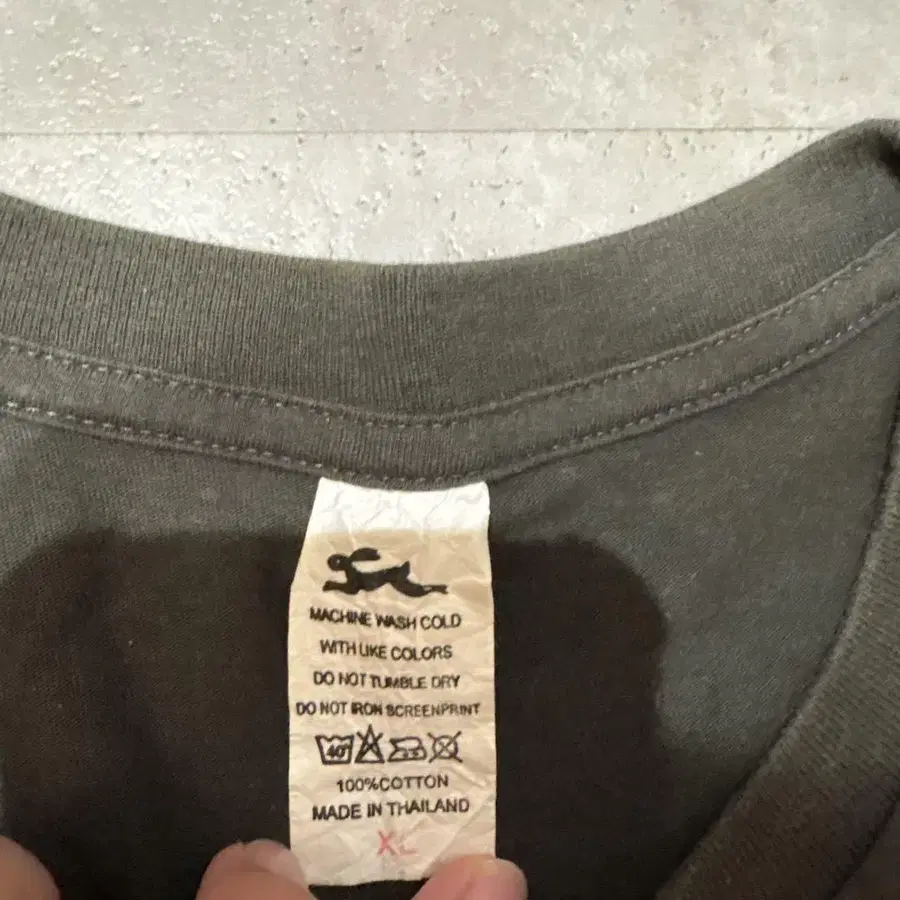 MACHINE WASH COLD
WITH LIKE COLORS
DO NOT TUMBLE DRY
DO NOT IRON SCREENPRINT
40°
100%COTTON
MADE IN THAILAND
XL